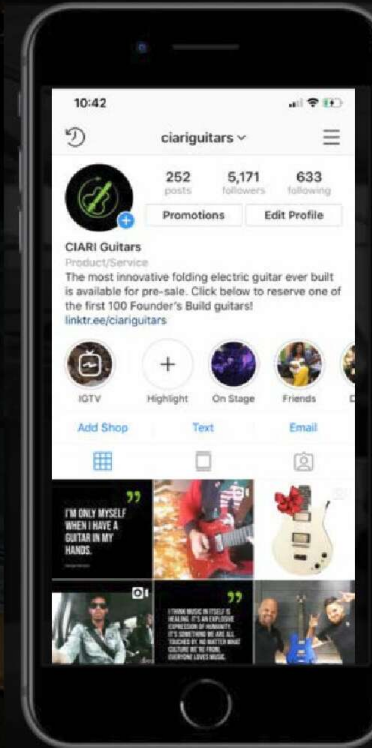 10:42
ciariguitars
252 5,171 633
posts followers following
Promotions Edit Profile
CIARI Guitars
Product/Service
The most innovative folding electric guitar ever built
is available for pre-sale. Click below to reserve one of
the first 100 Founder's Build guitars!
linktr.ee/ciariguitars
IGTV Highlight On Stage Friends D
Add Shop Text Email
I'M ONLY MYSELF
WHEN I HAVE A
GUITAR IN MY
HANDS.
I THINK MUSIC IN ITSELF IS
HEALING. IT'S AN EXPLOSIVE
EXPRESSION OF HUMANITY.
IT'S SOMETHING WE ARE ALL
TOUCHED BY. NO MATTER WHAT
CULTURE WE'RE FROM,
EVERYONE LOVES MUSIC.